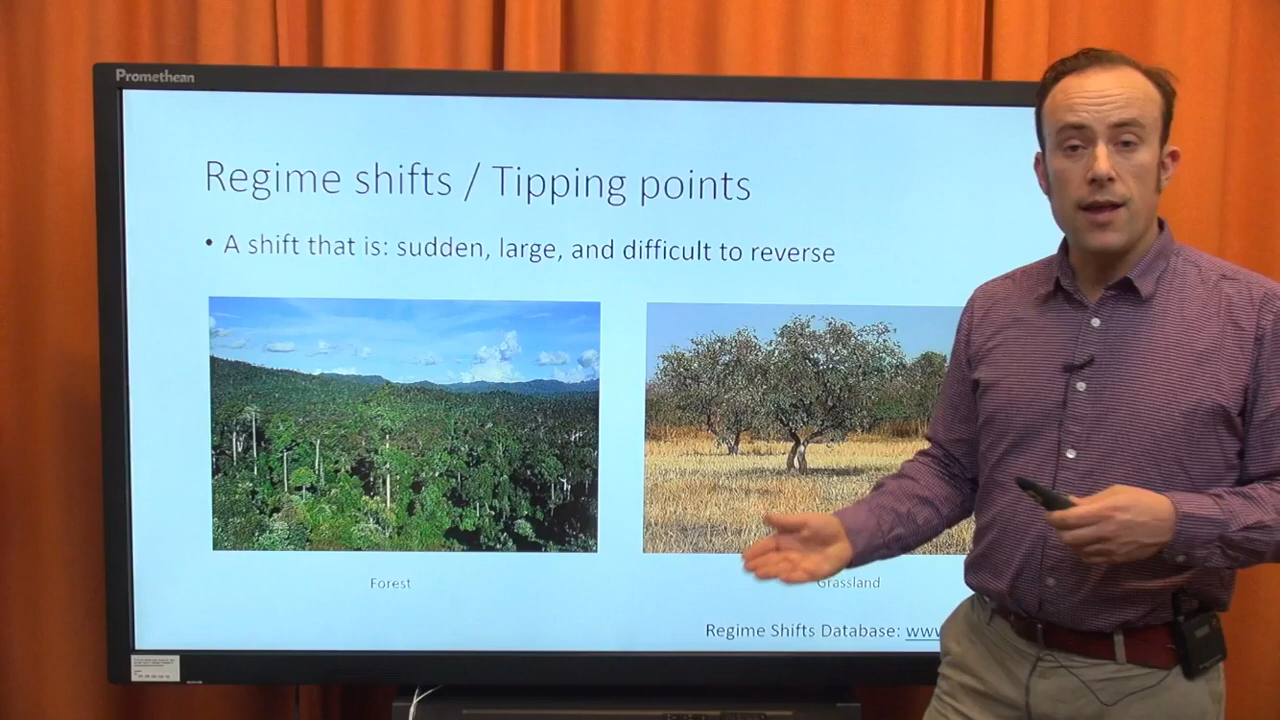 Promethean
Regime shifts / Tipping points
• A shift that is: sudden, large, and difficult to reverse
Forest
Grassland
Regime Shifts Database: www